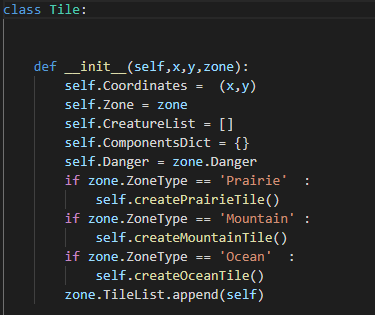 class Tile:
    def __init__(self,x,y,zone):
        self.Coordinates =  (x,y)
        self.Zone = zone
        self.CreatureList = []
        self.ComponentsDict = {}
        self.Danger = zone.Danger
        if zone.ZoneType == 'Prairie'  :
            self.createPrairieTile()
        if zone.ZoneType == 'Mountain' :
            self.createMountainTile()
        if zone.ZoneType == 'Ocean'  :
            self.createOceanTile()
        zone.TileList.append(self)